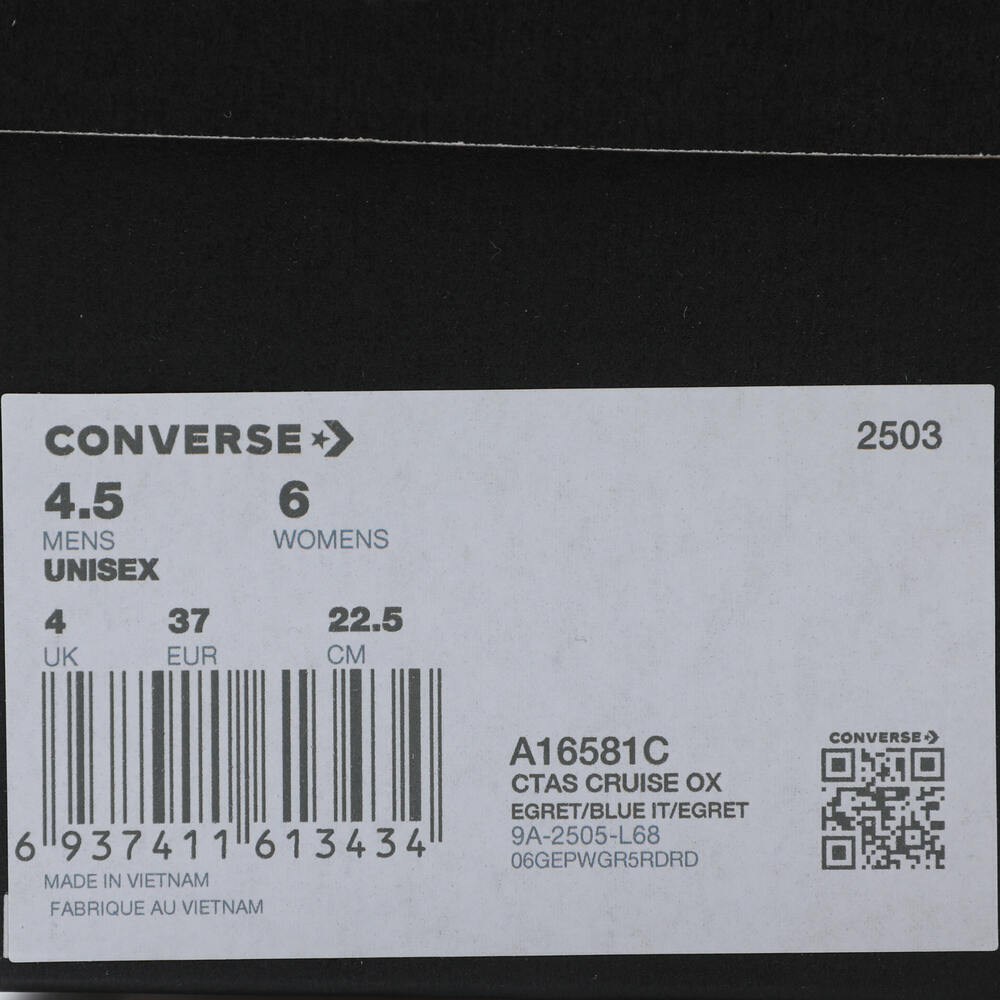 CONVERSE
2503
4.5 6
MENS WOMENS
UNISEX
4 37 22.5
UK EUR CM
6 937411 613434
MADE IN VIETNAM
FABRIQUE AU VIETNAM
A16581C
CTAS CRUISE OX
EGRET/BLUE IT/EGRET
9A-2505-L68
06GEPWGR5RDRD
CONVERSE